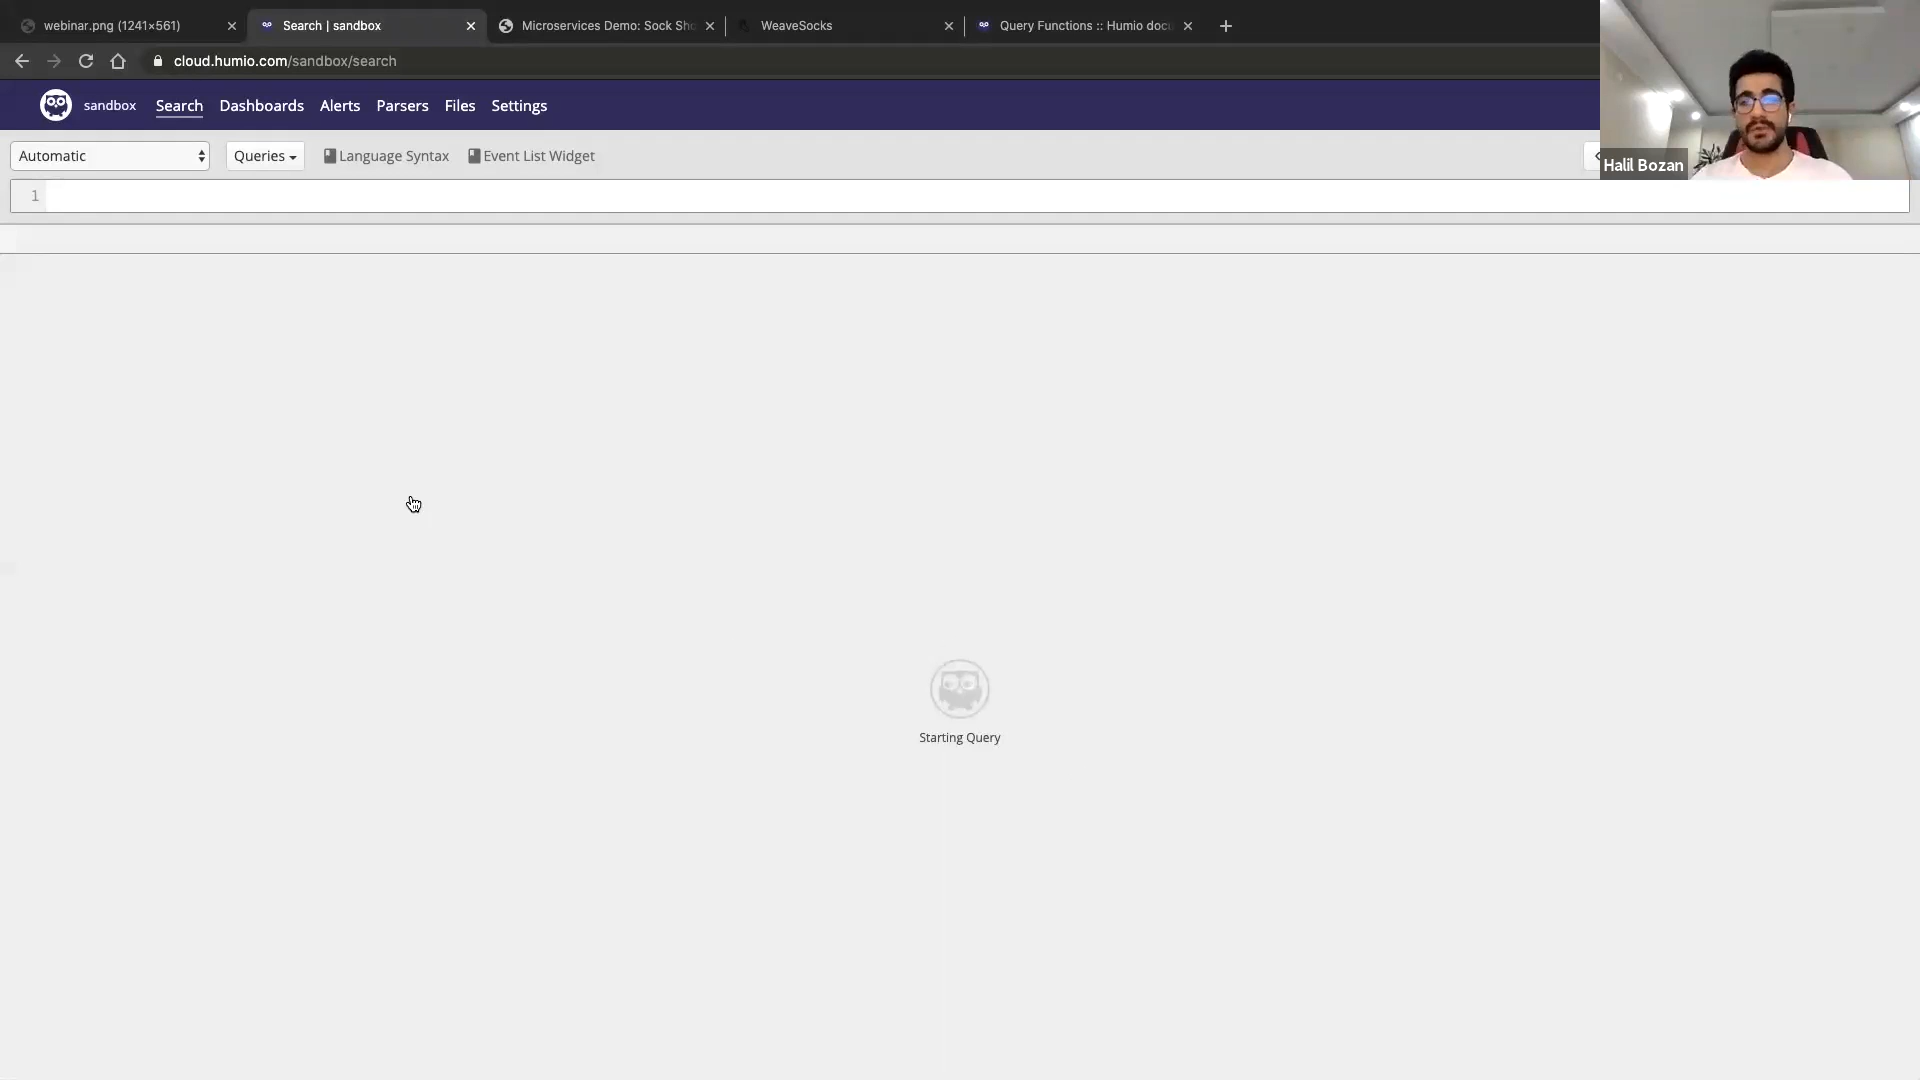 webinar.png (1241×561)
Search | sandbox
Microservices Demo: Sock Sho
WeaveSocks
Query Functions :: Humio docu
cloud.humio.com/sandbox/search
sandbox
Search
Dashboards
Alerts
Parsers
Files
Settings
Automatic
Queries
Language Syntax
Event List Widget
Halil Bozan
1
Starting Query